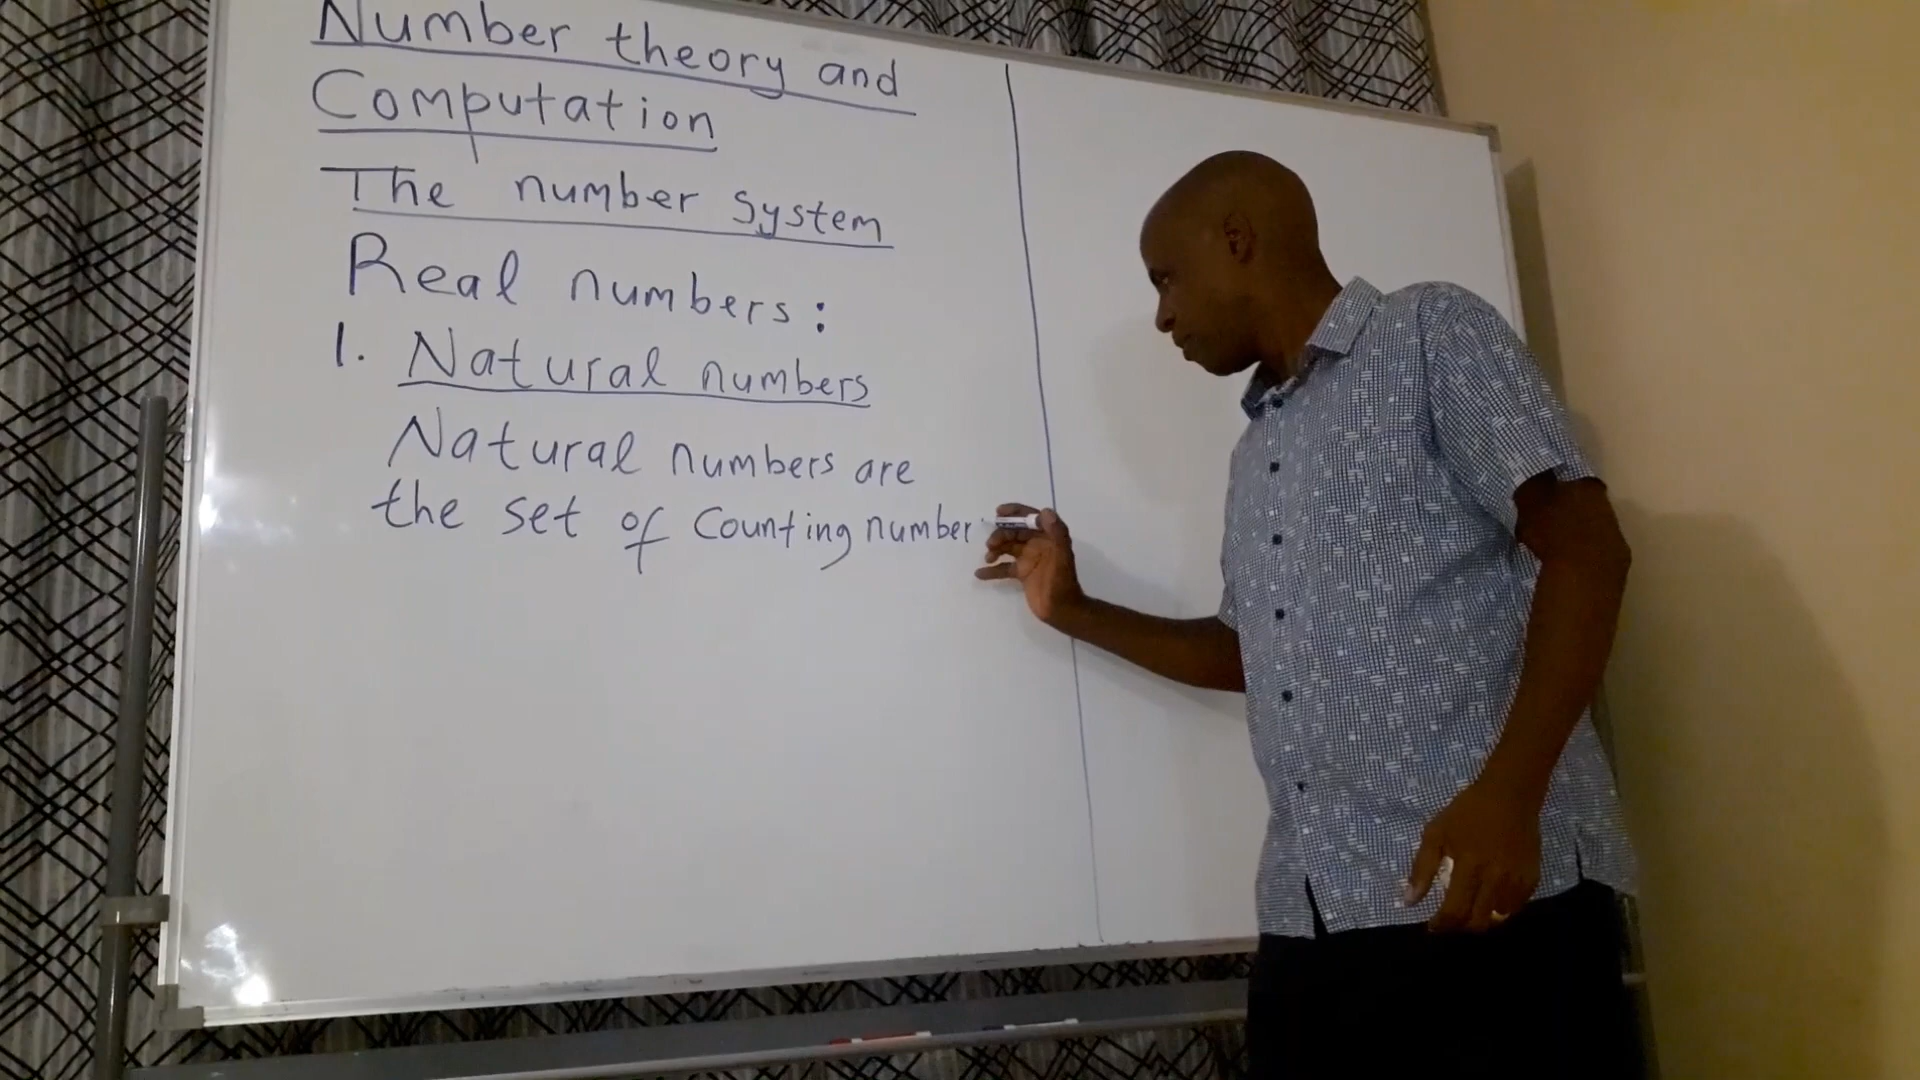 Number theory and
Computation
The number system
Real numbers:
1. Natural numbers
Natural numbers are
the set of Counting number